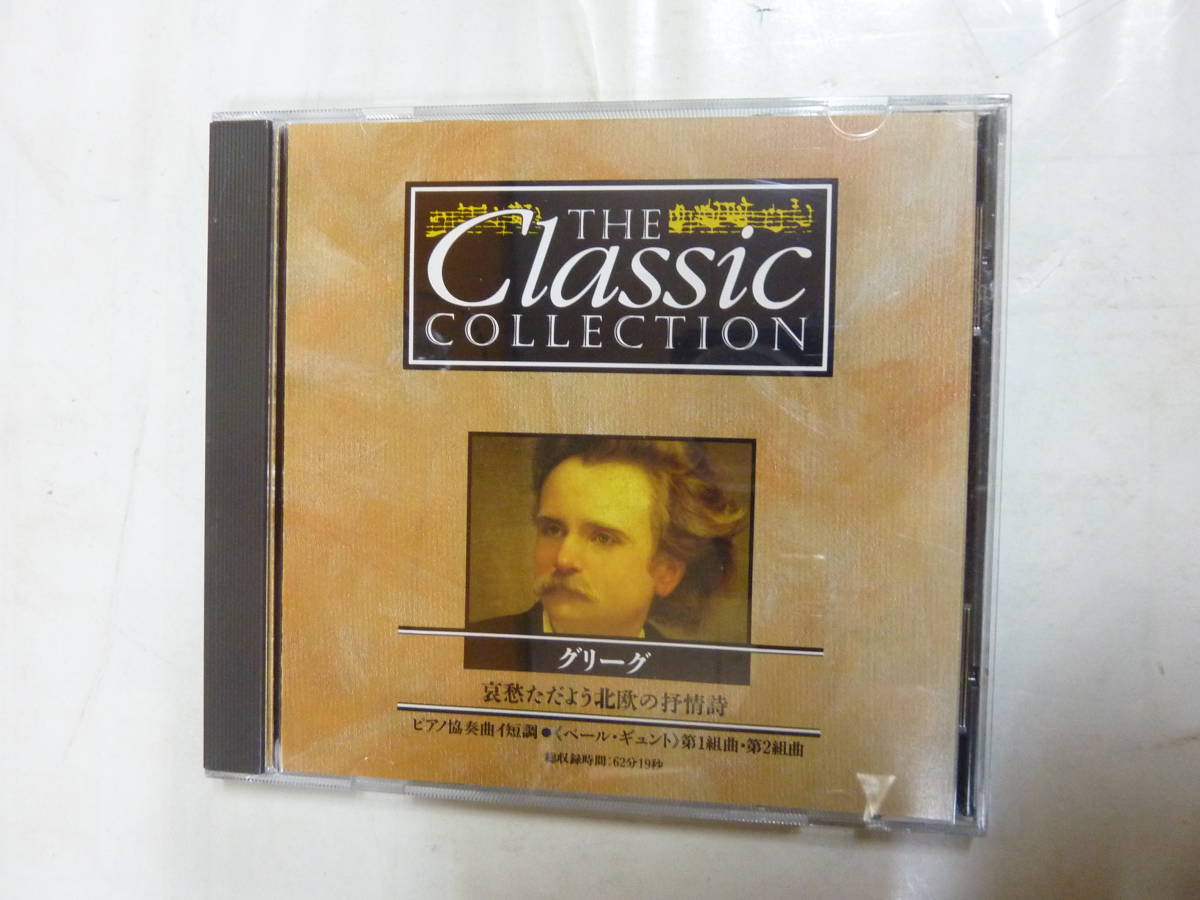 THE
Classic
COLLECTION
グリーグ
哀愁ただよう北欧の抒情詩
ピアノ協奏曲イ短調●〈ペール・ギュント〉第1組曲・第2組曲
総収録時間:62分19秒